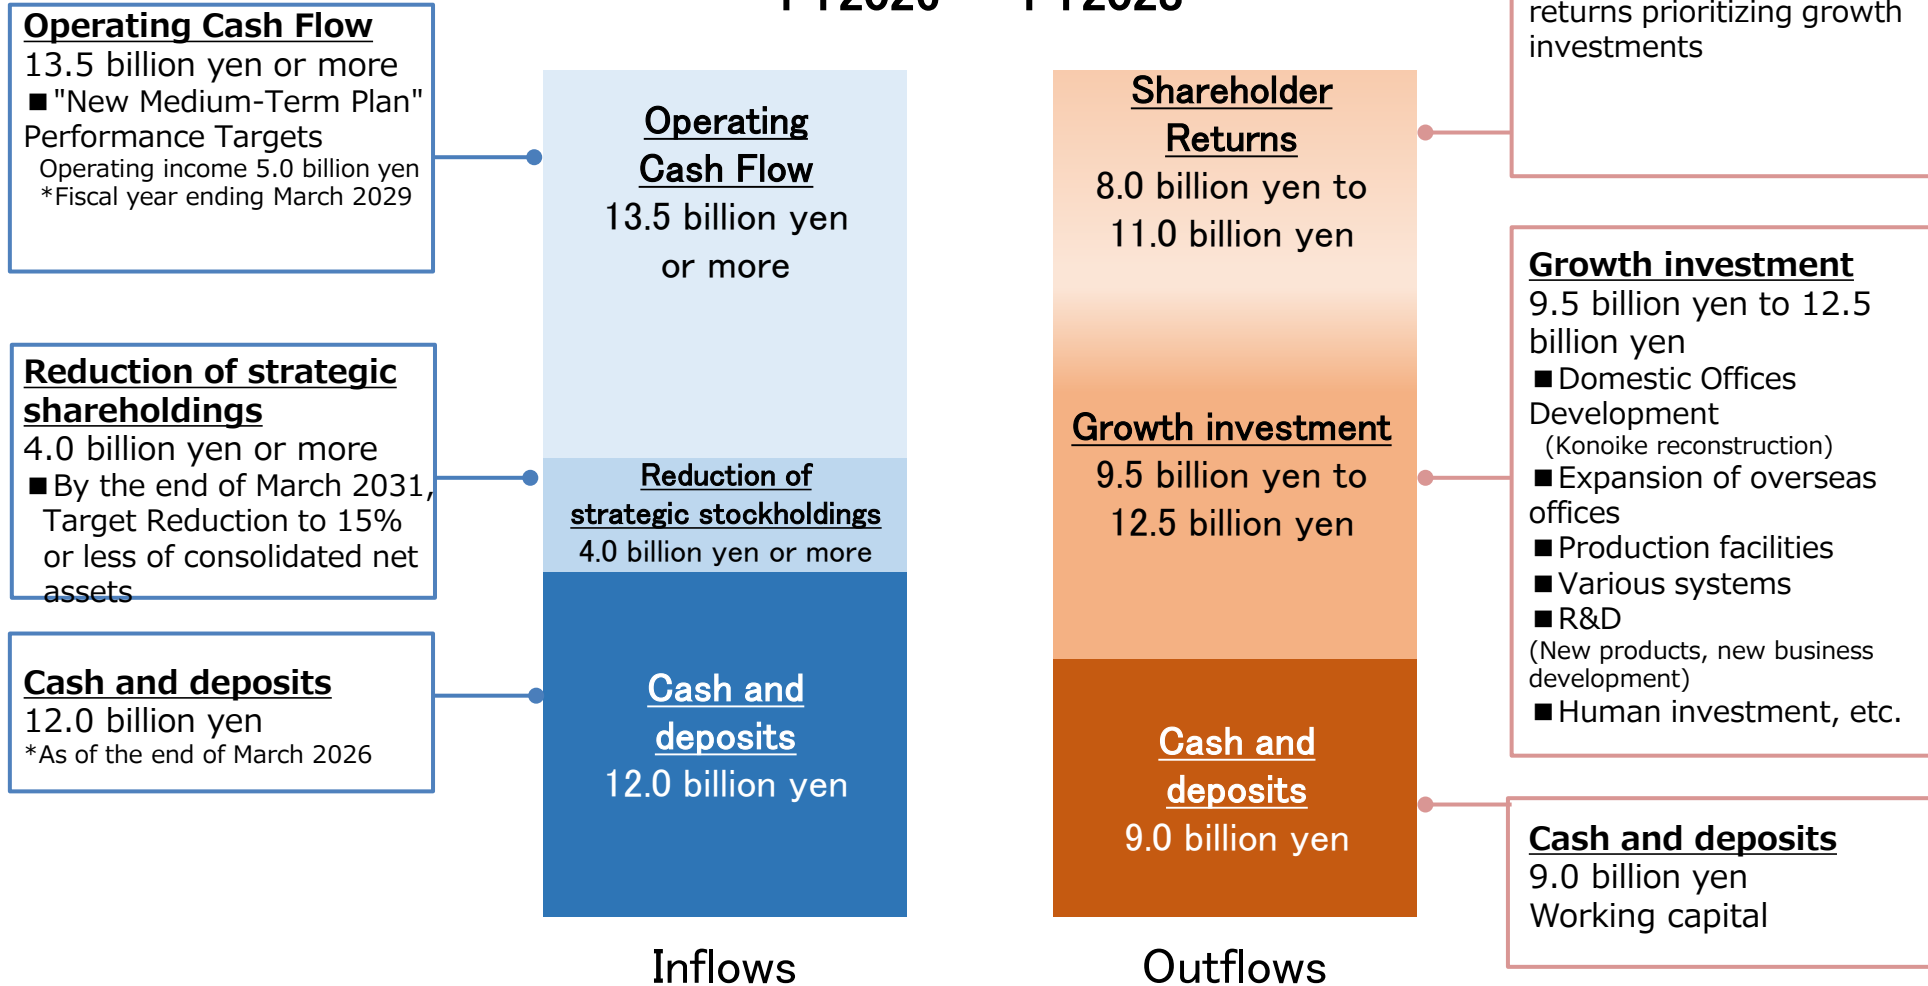 Operating Cash Flow
13.5 billion yen or more
■"New Medium-Term Plan"
Performance Targets
Operating income 5.0 billion yen
*Fiscal year ending March 2029
Reduction of strategic
shareholdings
4.0 billion yen or more
■By the end of March 2031,
Target Reduction to 15%
or less of consolidated net
assets
Cash and deposits
12.0 billion yen
*As of the end of March 2026
Operating
Cash Flow
13.5 billion yen
or more
Reduction of
strategic stockholdings
4.0 billion yen or more
Cash and
deposits
12.0 billion yen
Inflows
Shareholder
Returns
8.0 billion yen to
11.0 billion yen
Growth investment
9.5 billion yen to
12.5 billion yen
Cash and
deposits
9.0 billion yen
Outflows
returns prioritizing growth
investments
Growth investment
9.5 billion yen to 12.5
billion yen
■Domestic Offices
Development
(Konoike reconstruction)
■Expansion of overseas
offices
■Production facilities
■Various systems
■R&D
(New products, new business
development)
■Human investment, etc.
Cash and deposits
9.0 billion yen
Working capital